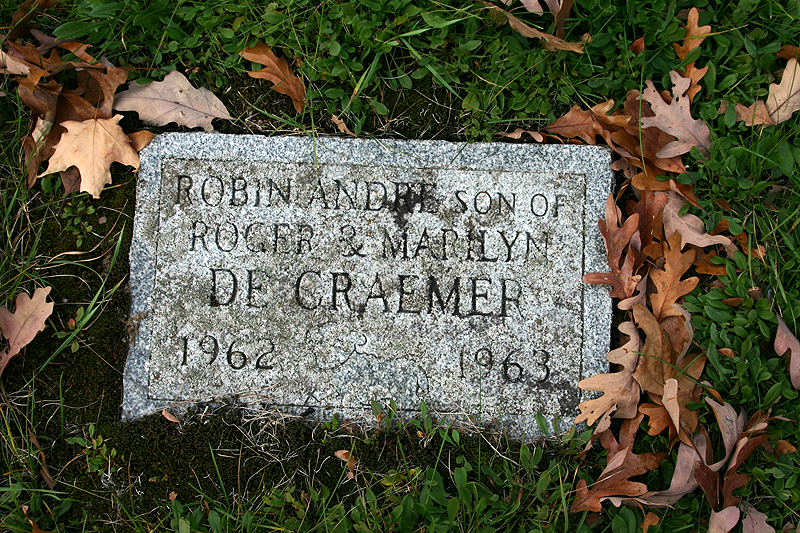 ROBIN ANDRE SON OF
ROGER & MARILYN
DE CRAEMER
1962 1963